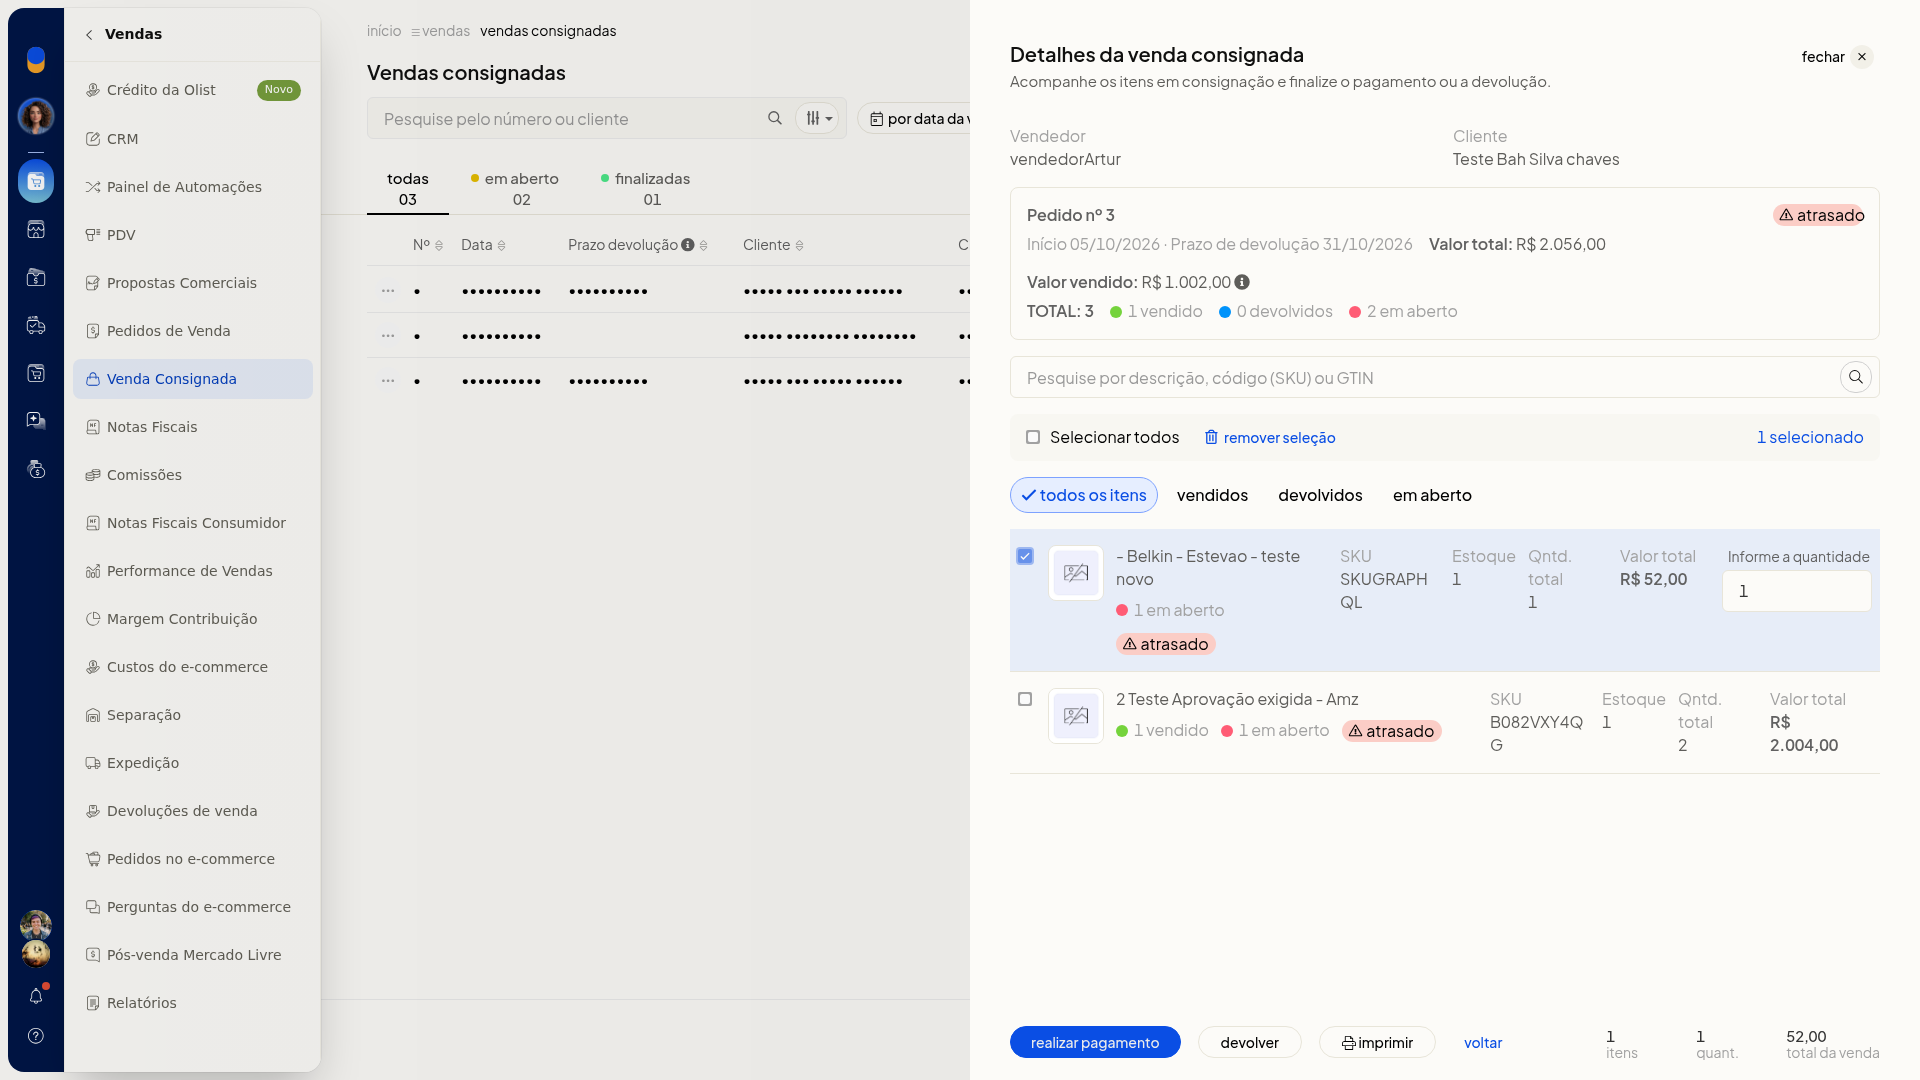 Vendas
Crédito da Olist
Novo
CRM
Painel de Automações
PDV
Propostas Comerciais
Pedidos de Venda
Venda Consignada
Notas Fiscais
Comissões
Notas Fiscais Consumidor
Performance de Vendas
Margem Contribuição
Custos do e-commerce
Separação
Expedição
Devoluções de venda
Pedidos no e-commerce
Perguntas do e-commerce
Pós-venda Mercado Livre
Relatórios
início vendas vendas consignadas
Vendas consignadas
Pesquise pelo número ou cliente
por data da v
todas
03
em aberto
02
finalizadas
01
Nº Data Prazo devolução Cliente C
Detalhes da venda consignada
fechar
Acompanhe os itens em consignação e finalize o pagamento ou a devolução.
Vendedor
vendedorArtur
Cliente
Teste Bah Silva chaves
Pedido nº 3
atrasado
Início 05/10/2026 · Prazo de devolução 31/10/2026 Valor total: R$ 2.056,00
Valor vendido: R$ 1.002,00
TOTAL: 3 1 vendido 0 devolvidos 2 em aberto
Pesquise por descrição, código (SKU) ou GTIN
Selecionar todos remover seleção 1 selecionado
todos os itens vendidos devolvidos em aberto
- Belkin - Estevao - teste
novo
1 em aberto
atrasado
SKU
SKUGRAPH
QL
Estoque
1
Qntd.
total
1
Valor total
R$ 52,00
Informe a quantidade
1
2 Teste Aprovação exigida - Amz
1 vendido 1 em aberto atrasado
SKU
B082VXY4Q
G
Estoque
1
Qntd.
total
2
Valor total
R$
2.004,00
realizar pagamento devolver imprimir voltar
1
itens
1
quant.
52,00
total da venda